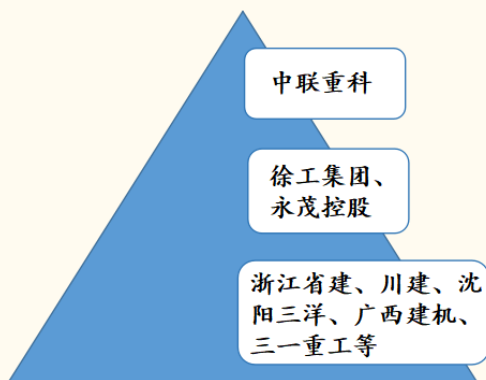 中联重科
徐工集团、
永茂控股
浙江省建、川建、沈
阳三洋、广西建机、
三一重工等